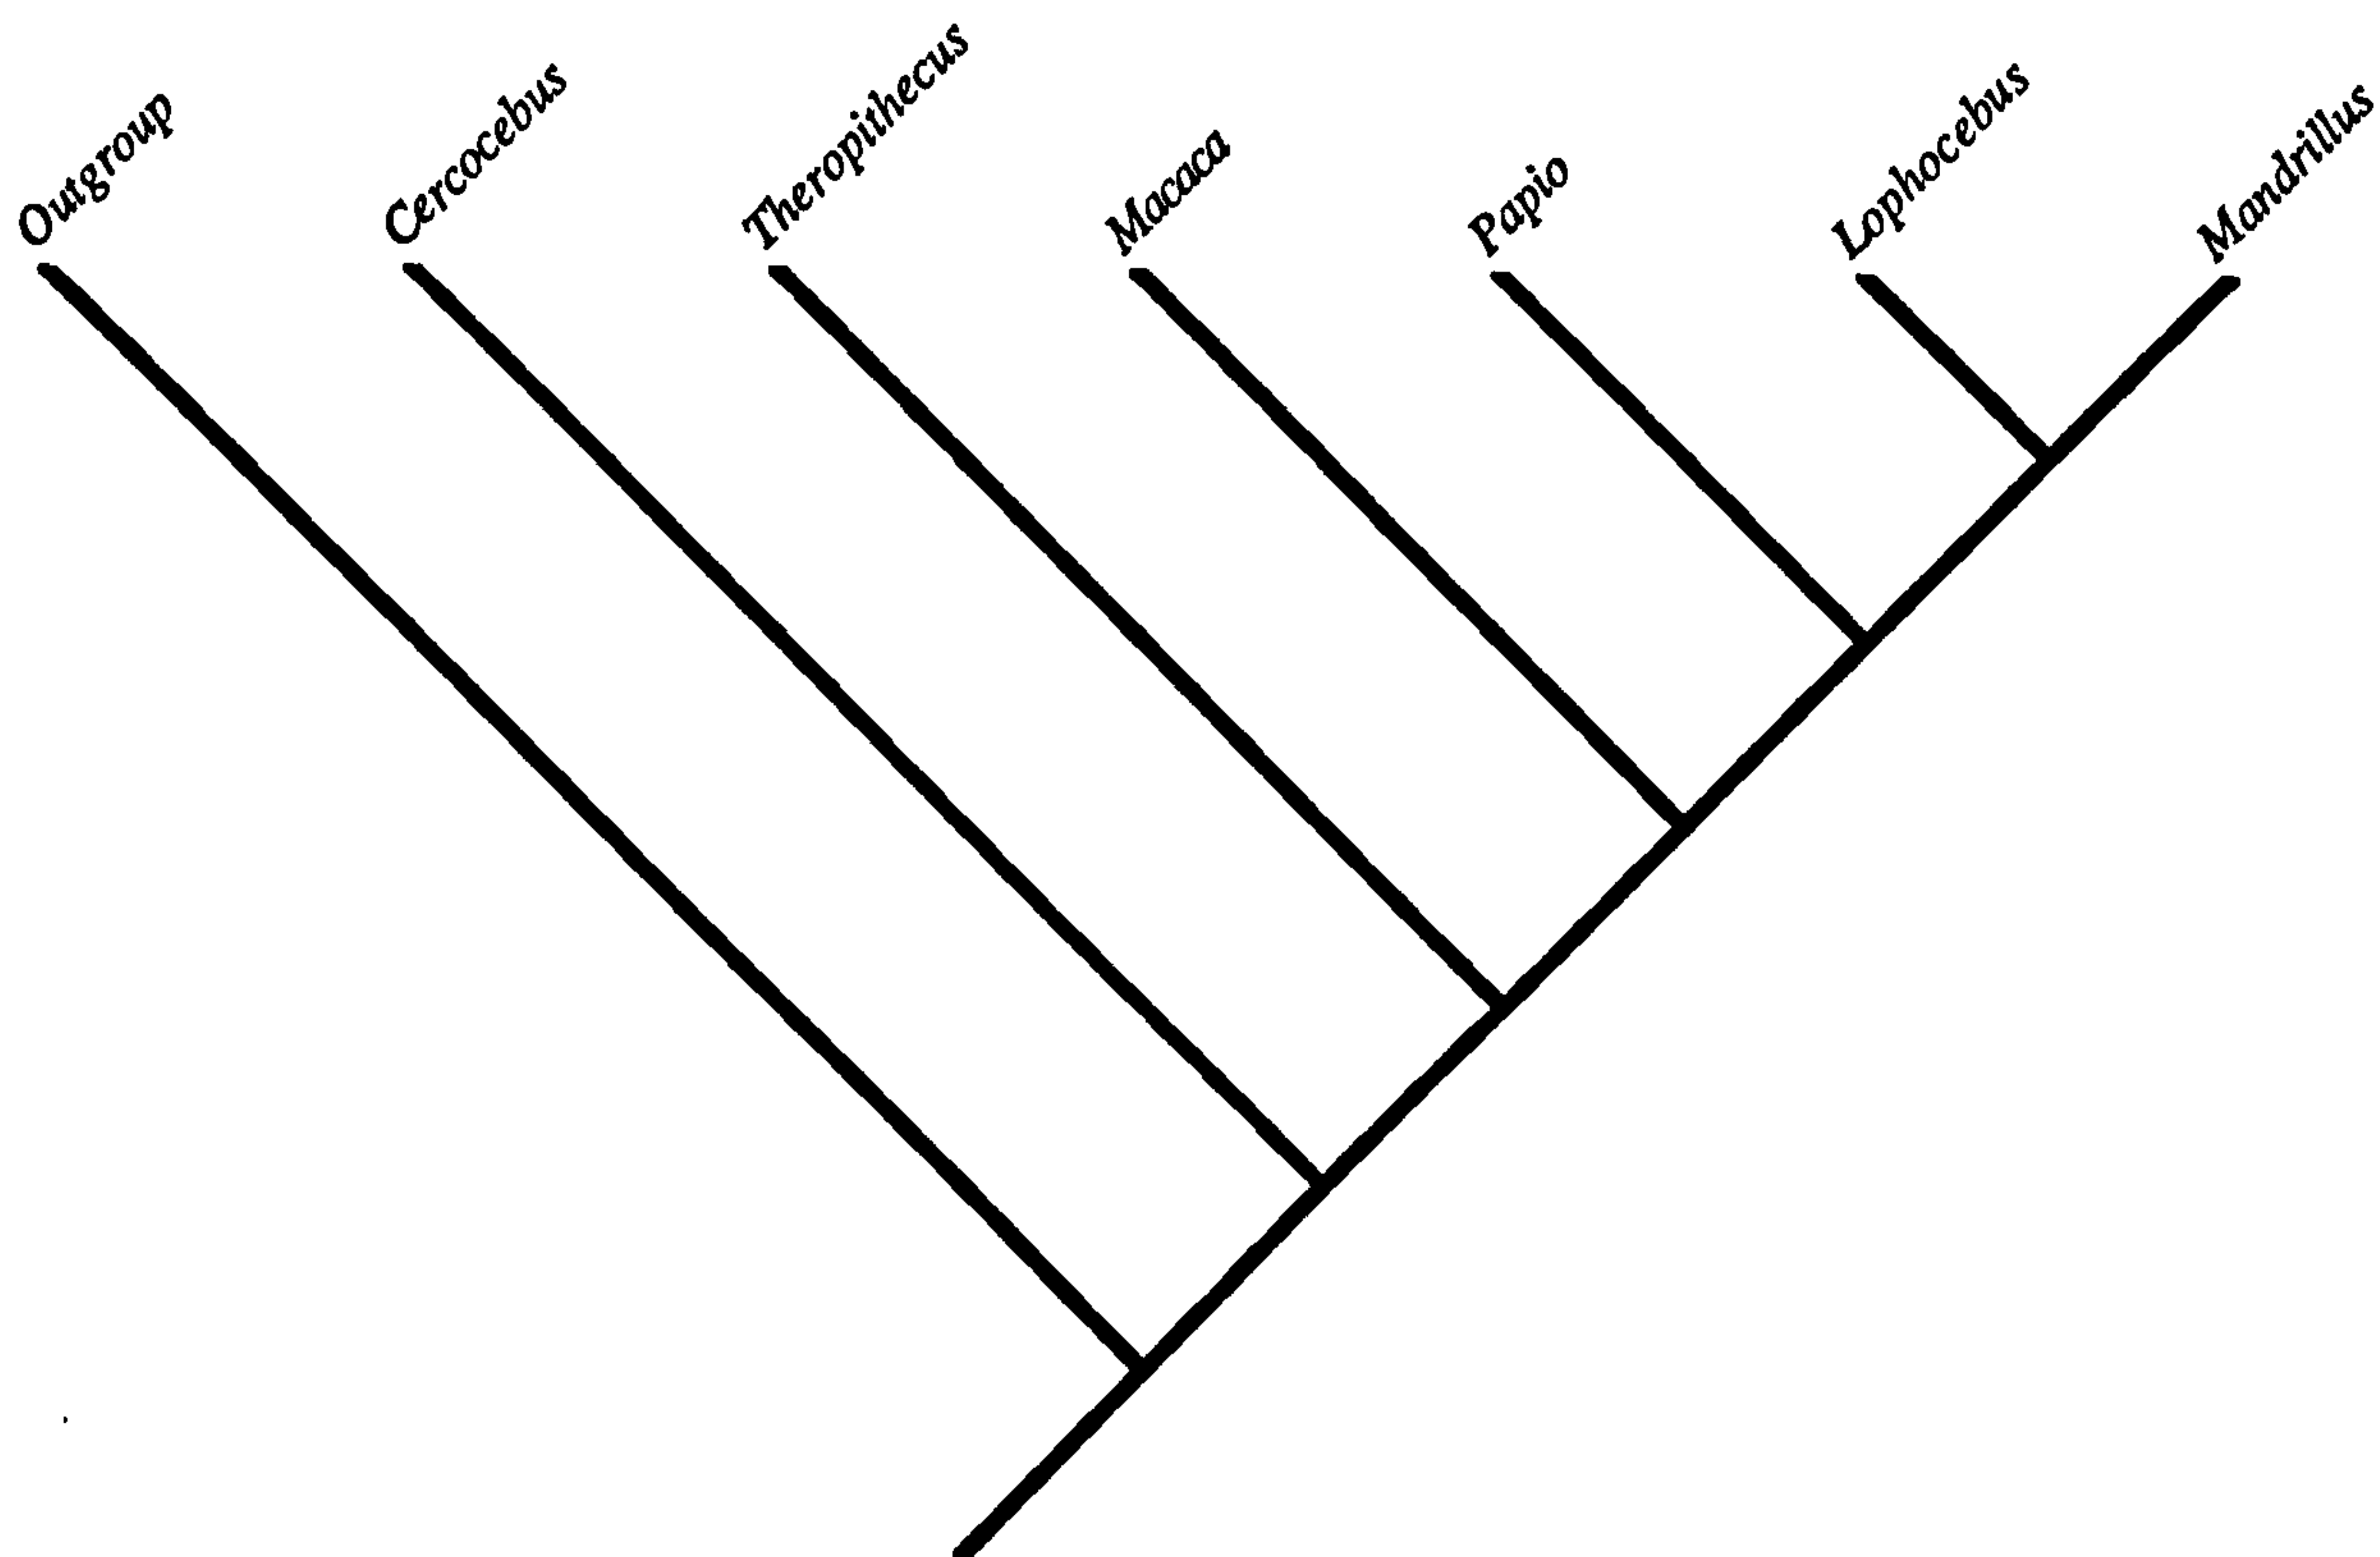 Outgroup
Cercocebus
Theropithecus
Macaca
Papio
Lophocebus
Mandrillus